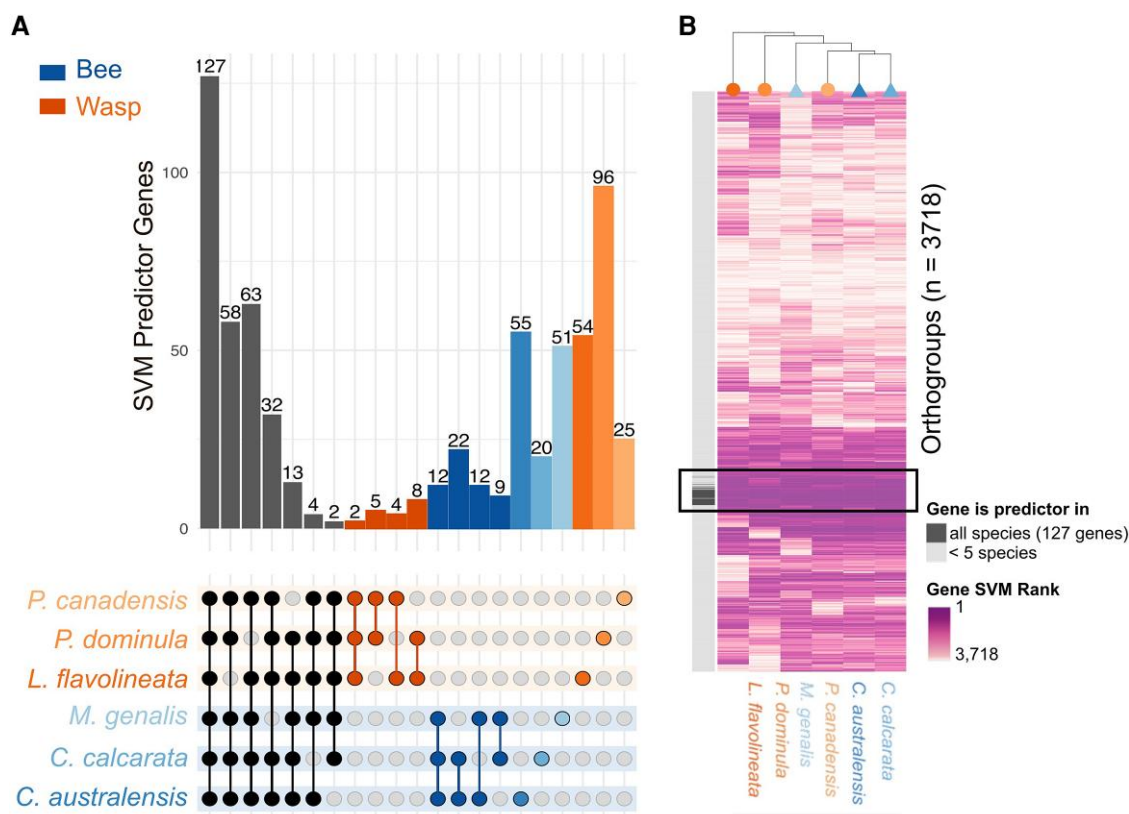 A
Bee
Wasp
SVM Predictor Genes
100
50
0
127
58
63
32
13
4
2
2
5
4
8
12
22
12
9
55
20
51
54
96
25
P. canadensis
P. dominula
L. flavolineata
M. genalis
C. calcarata
C. australensis
B
Orthogroups (n = 3718)
Gene is predictor in
all species (127 genes)
< 5 species
Gene SVM Rank
1
3,718
L. flavolineata
P. dominula
M. genalis
P. canadensis
C. australensis
C. calcarata